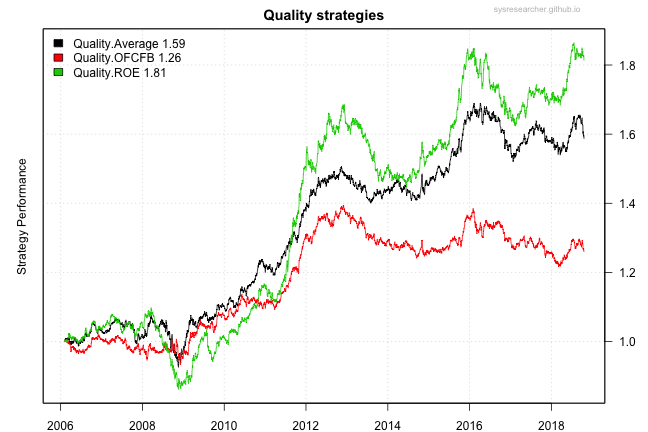 Quality strategies
sysresearcher.github.io
Quality.Average 1.59
Quality.OFCFB 1.26
Quality.ROE 1.81
Strategy Performance
1.8
1.6
1.4
1.2
1.0
2006 2008 2010 2012 2014 2016 2018